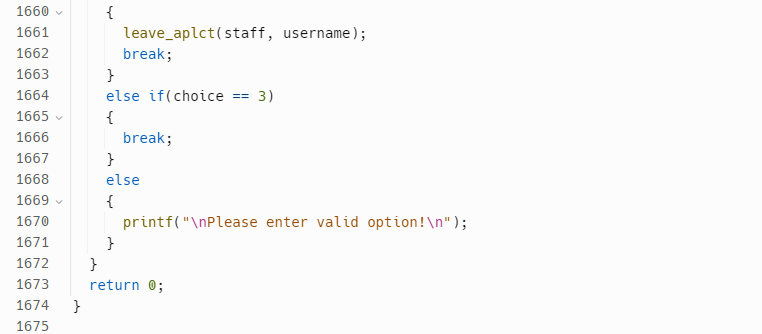 1660 {
1661 leave_aplct(staff, username);
1662 break;
1663 }
1664 else if(choice == 3)
1665 {
1666 break;
1667 }
1668 else
1669 {
1670 printf("\nPlease enter valid option!\n");
1671 }
1672 }
1673 return 0;
1674 }
1675